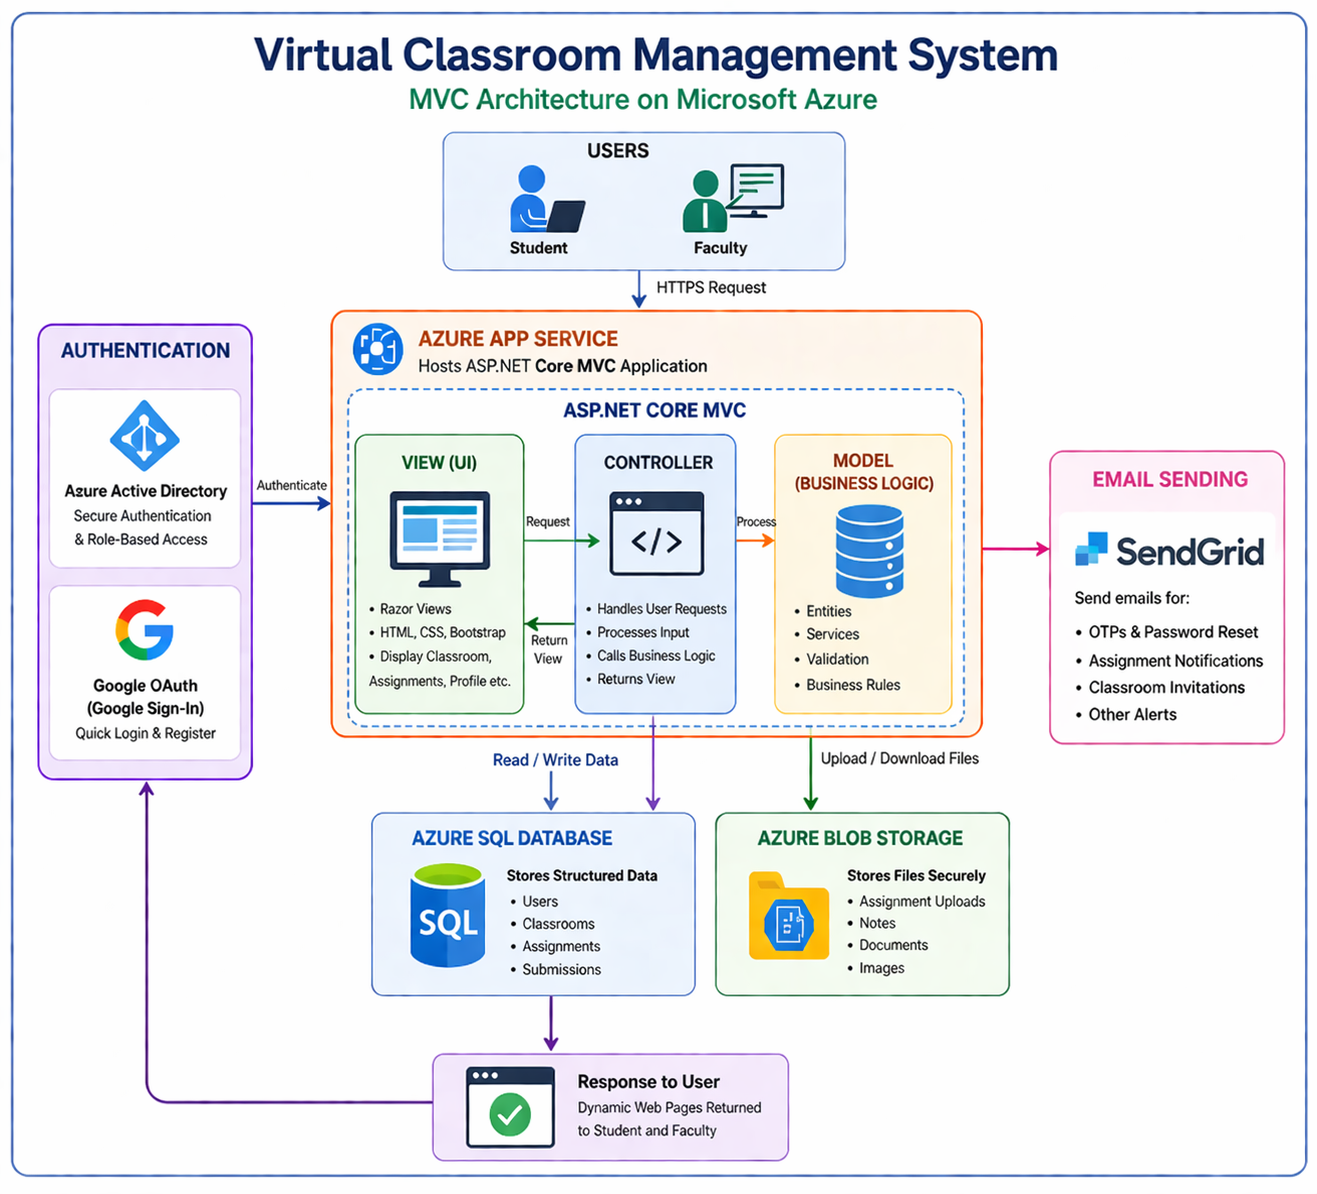 Virtual Classroom Management System
MVC Architecture on Microsoft Azure
USERS
Student
Faculty
HTTPS Request
AUTHENTICATION
Azure Active Directory
Secure Authentication
& Role-Based Access
Google OAuth
(Google Sign-In)
Quick Login & Register
Authenticate
AZURE APP SERVICE
Hosts ASP.NET Core MVC Application
ASP.NET CORE MVC
VIEW (UI)
• Razor Views
• HTML, CSS, Bootstrap
• Display Classroom,
Assignments, Profile etc.
Request
Return
View
CONTROLLER
</>
• Handles User Requests
• Processes Input
• Calls Business Logic
• Returns View
Process
MODEL
(BUSINESS LOGIC)
• Entities
• Services
• Validation
• Business Rules
EMAIL SENDING
SendGrid
Send emails for:
• OTPs & Password Reset
• Assignment Notifications
• Classroom Invitations
• Other Alerts
Read / Write Data
Upload / Download Files
AZURE SQL DATABASE
SQL
Stores Structured Data
• Users
• Classrooms
• Assignments
• Submissions
AZURE BLOB STORAGE
Stores Files Securely
• Assignment Uploads
• Notes
• Documents
• Images
Response to User
Dynamic Web Pages Returned
to Student and Faculty